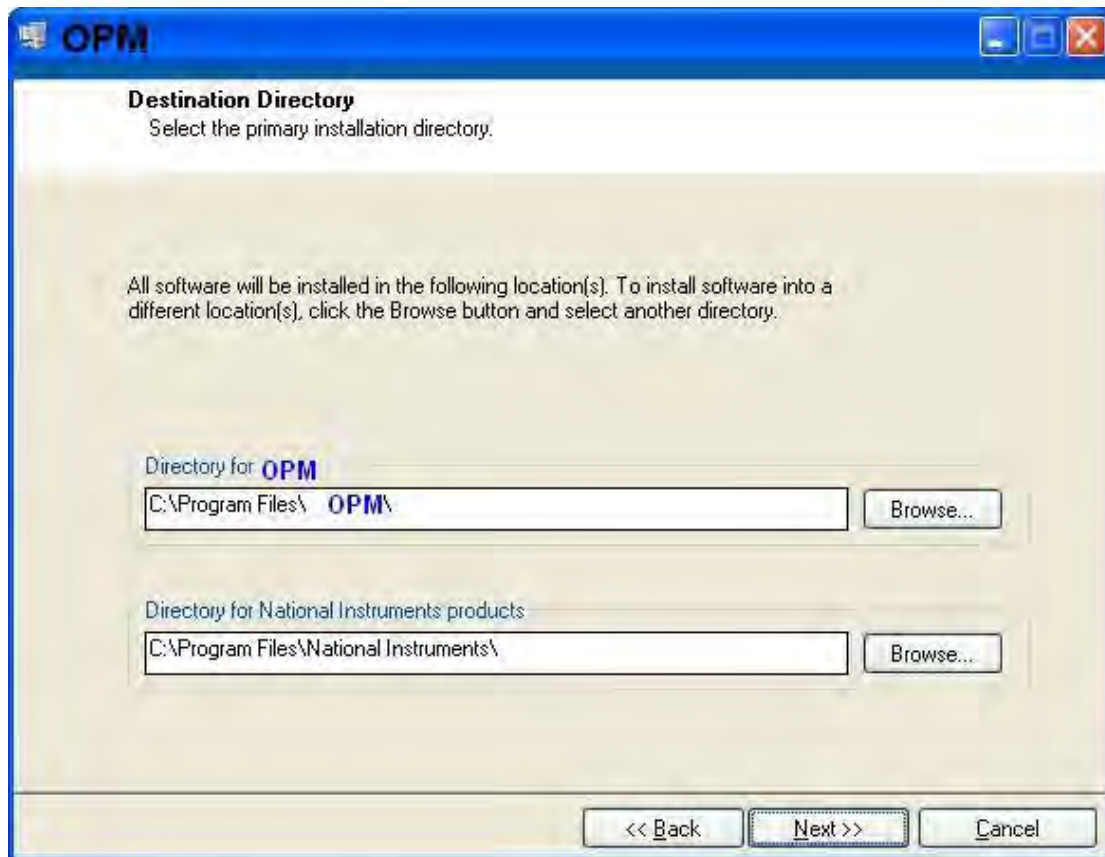 OPM
Destination Directory
Select the primary installation directory.
All software will be installed in the following location(s). To install software into a
different location(s), click the Browse button and select another directory.
Directory for OPM
C:\Program Files\ OPM\
Browse...
Directory for National Instruments products
C:\Program Files\National Instruments\
Browse...
<< Back Next >> Cancel